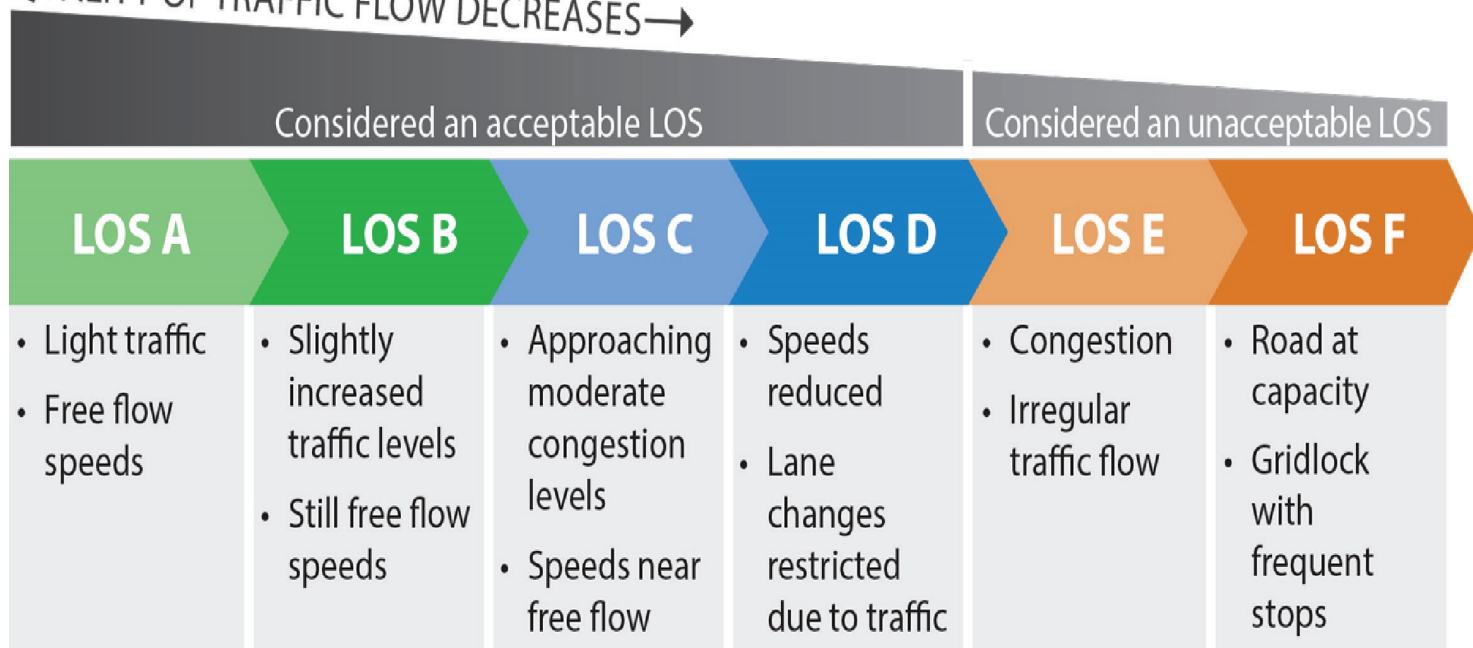 OF TRAFFIC FLOW DECREASES→
Considered an acceptable LOS
Considered an unacceptable LOS
LOS A
LOS B
LOS C
LOS D
LOS E
LOS F
• Light traffic
• Free flow
speeds
• Slightly
increased
traffic levels
• Still free flow
speeds
• Approaching
moderate
congestion
levels
• Speeds near
free flow
• Speeds
reduced
• Lane
changes
restricted
due to traffic
• Congestion
• Irregular
traffic flow
• Road at
capacity
• Gridlock
with
frequent
stops